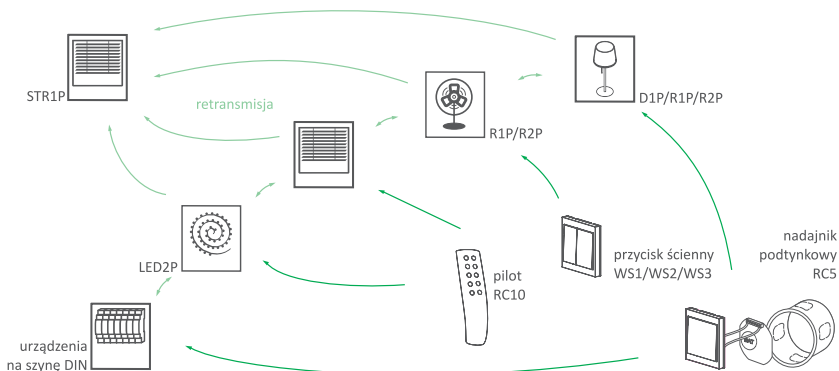 STR1P
retransmisja
R1P/R2P
D1P/R1P/R2P
LED2P
pilot
RC10
przycisk ścienny
WS1/WS2/WS3
nadajnik
podtynkowy
RC5
urządzenia
na szynę DIN